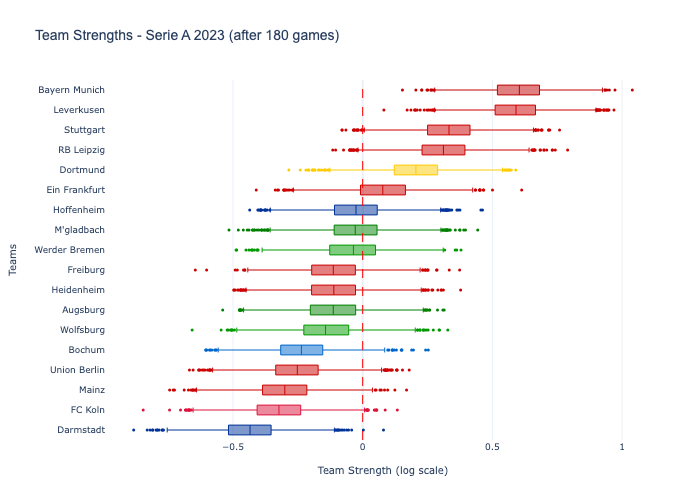 Team Strengths - Serie A 2023 (after 180 games)
Bayern Munich
Leverkusen
Stuttgart
RB Leipzig
Dortmund
Ein Frankfurt
Hoffenheim
M'gladbach
Werder Bremen
Freiburg
Heidenheim
Augsburg
Wolfsburg
Bochum
Union Berlin
Mainz
FC Koln
Darmstadt
Teams
−0.5 0 0.5 1
Team Strength (log scale)